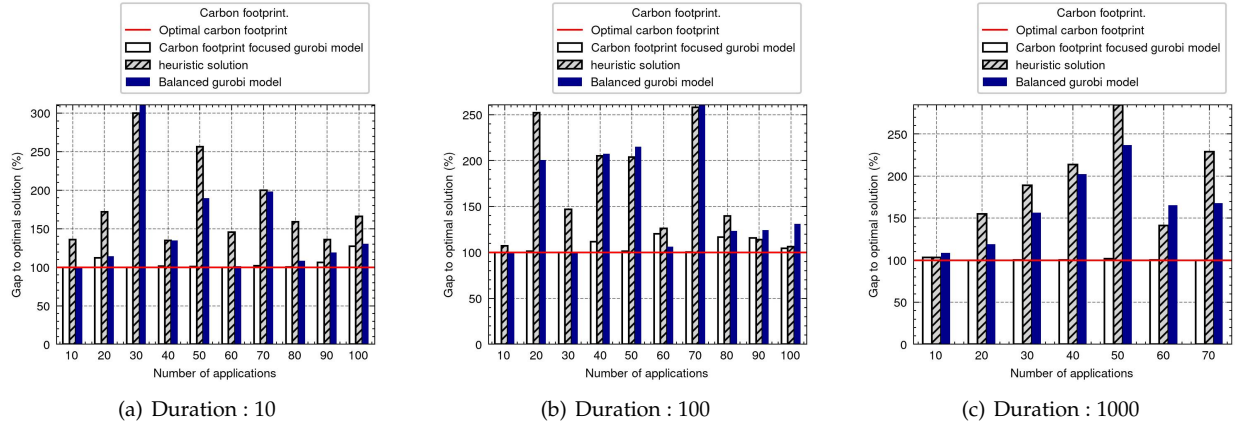 Carbon footprint.
Optimal carbon footprint
Carbon footprint focused gurobi model
heuristic solution
Balanced gurobi model
300
250
200
150
100
50
0
Gap to optimal solution (%)
10 20 30 40 50 60 70 80 90 100
Number of applications
(a) Duration : 10
Carbon footprint.
Optimal carbon footprint
Carbon footprint focused gurobi model
heuristic solution
Balanced gurobi model
250
200
150
100
50
0
Gap to optimal solution (%)
10 20 30 40 50 60 70 80 90 100
Number of applications
(b) Duration : 100
Carbon footprint.
Optimal carbon footprint
Carbon footprint focused gurobi model
heuristic solution
Balanced gurobi model
250
200
150
100
50
0
Gap to optimal solution (%)
10 20 30 40 50 60 70
Number of applications
(c) Duration : 1000